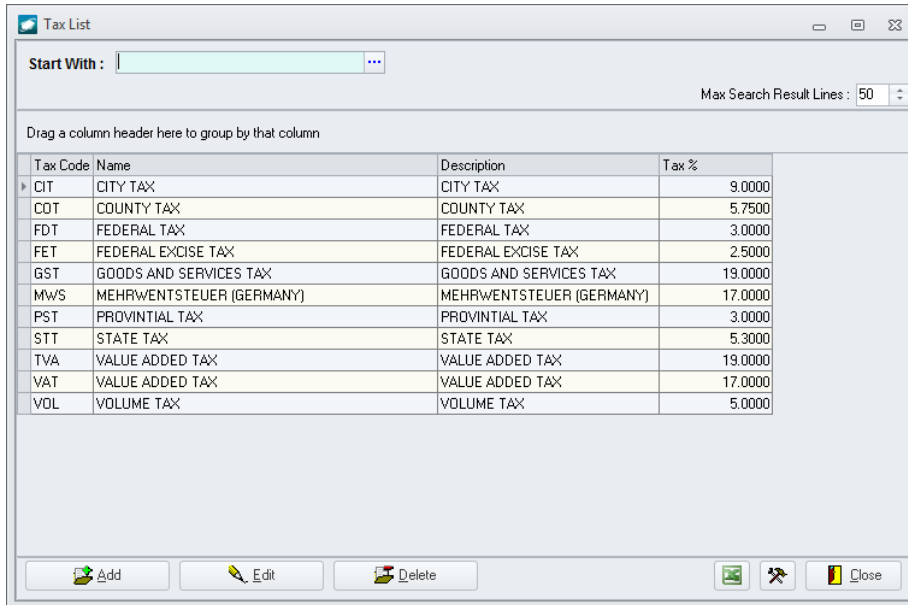 Tax List
Start With :
Max Search Result Lines : 50
Drag a column header here to group by that column
Tax Code Name Description Tax %
CIT CITY TAX CITY TAX 9.0000
COT COUNTY TAX COUNTY TAX 5.7500
FDT FEDERAL TAX FEDERAL TAX 3.0000
FET FEDERAL EXCISE TAX FEDERAL EXCISE TAX 2.5000
GST GOODS AND SERVICES TAX GOODS AND SERVICES TAX 19.0000
MWS MEHRWENTSTEUER (GERMANY) MEHRWENTSTEUER (GERMANY) 17.0000
PST PROVINTIAL TAX PROVINTIAL TAX 3.0000
STT STATE TAX STATE TAX 5.3000
TVA VALUE ADDED TAX VALUE ADDED TAX 19.0000
VAT VALUE ADDED TAX VALUE ADDED TAX 17.0000
VOL VOLUME TAX VOLUME TAX 5.0000
Add Edit Delete Close